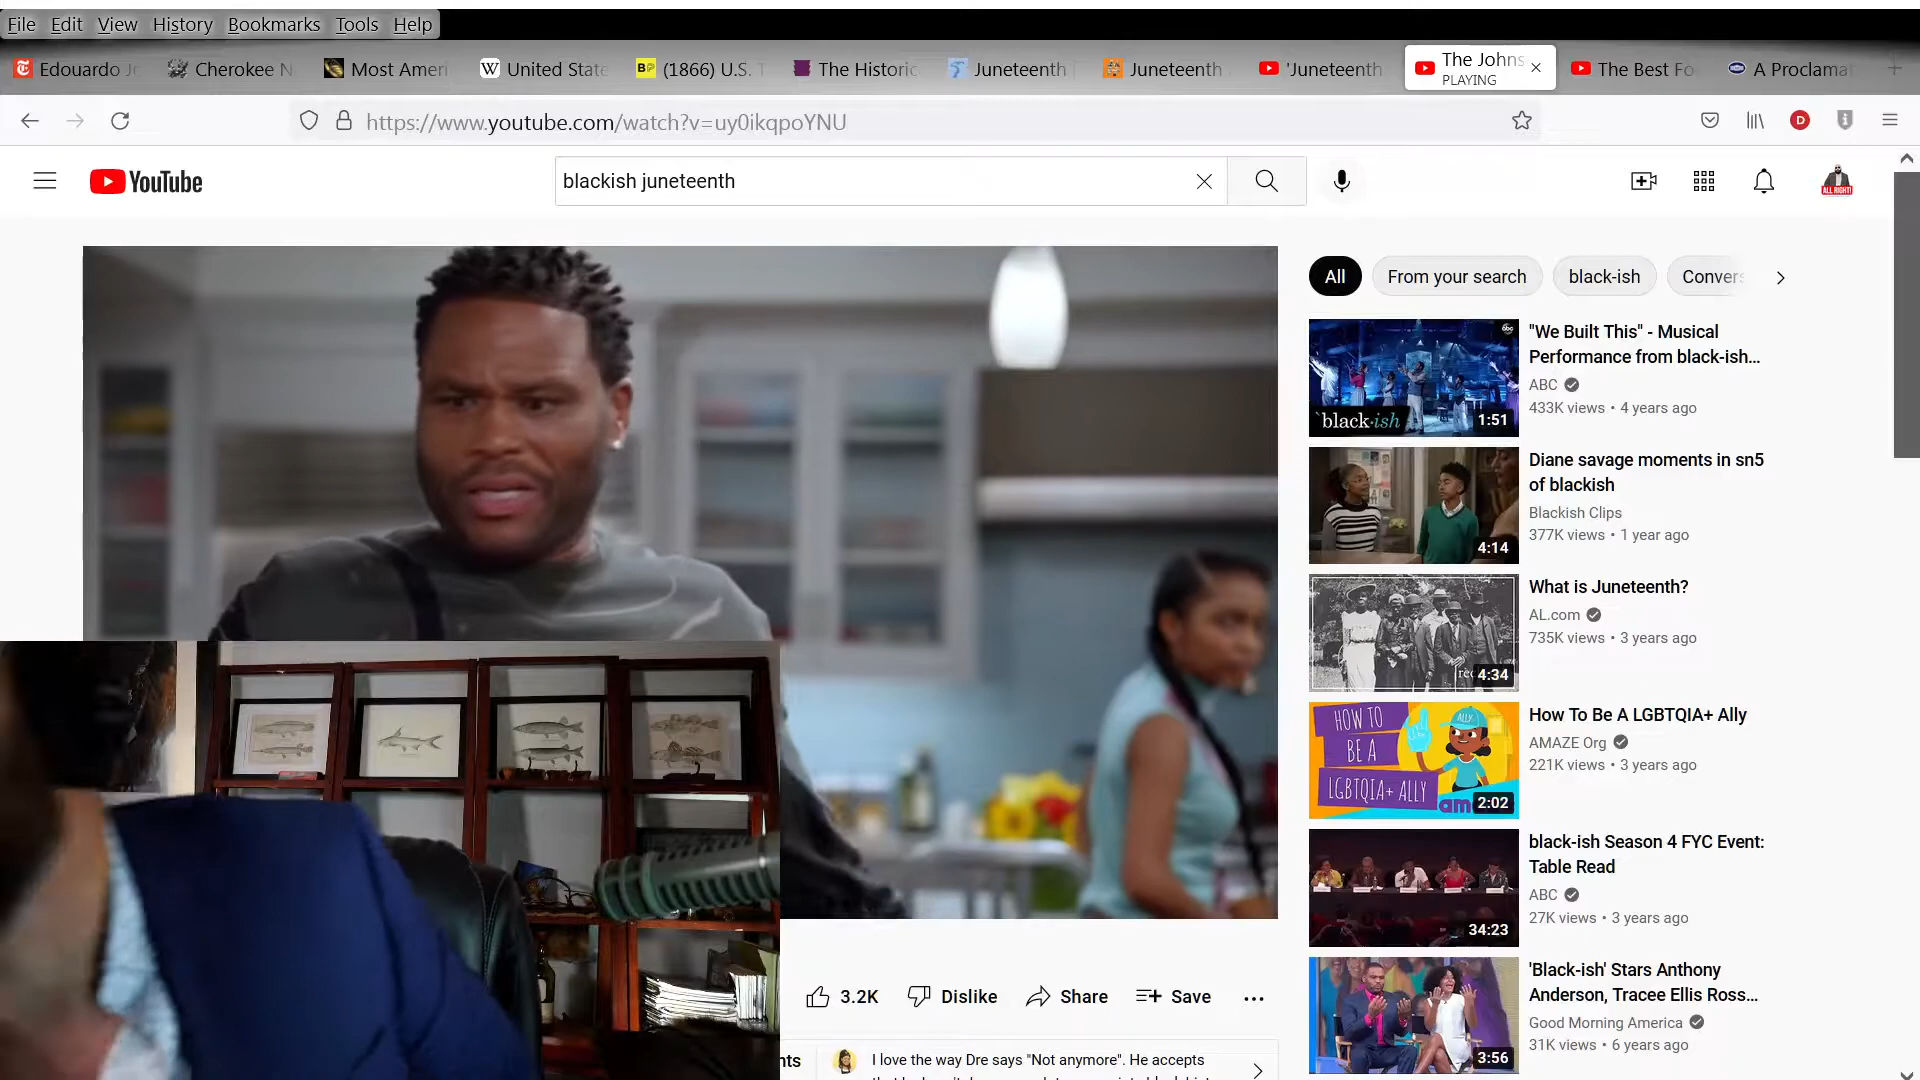 File Edit View History Bookmarks Tools Help
Edouardo Cherokee N Most Ameri United State (1866) U.S. The Historic Juneteenth Juneteenth 'Juneteenth The Johns The Best Fo A Proclamat
PLAYING
https://www.youtube.com/watch?v=uy0ikqpoYNU
YouTube
blackish juneteenth
ALL RIGHT!
All From your search black-ish Convers
"We Built This" - Musical
Performance from black-ish...
ABC
433K views • 4 years ago
abc
'black-ish
1:51
Diane savage moments in sn5
of blackish
Blackish Clips
377K views • 1 year ago
4:14
What is Juneteenth?
AL.com
735K views • 3 years ago
rec
4:34
How To Be A LGBTQIA+ Ally
AMAZE Org
221K views • 3 years ago
HOW TO
BE A
LGBTQIA+ ALLY
ALLY
am
2:02
black-ish Season 4 FYC Event:
Table Read
ABC
27K views • 3 years ago
34:23
'Black-ish' Stars Anthony
Anderson, Tracee Ellis Ross...
Good Morning America
31K views • 6 years ago
3:56
3.2K Dislike Share Save
nts
I love the way Dre says "Not anymore". He accepts